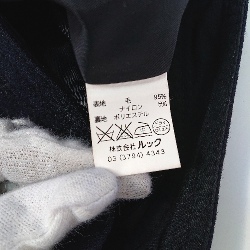 表地 毛 95%
ナイロン 5%
裏地 ポリエステル
株式会社 ルック
03(3794)4343